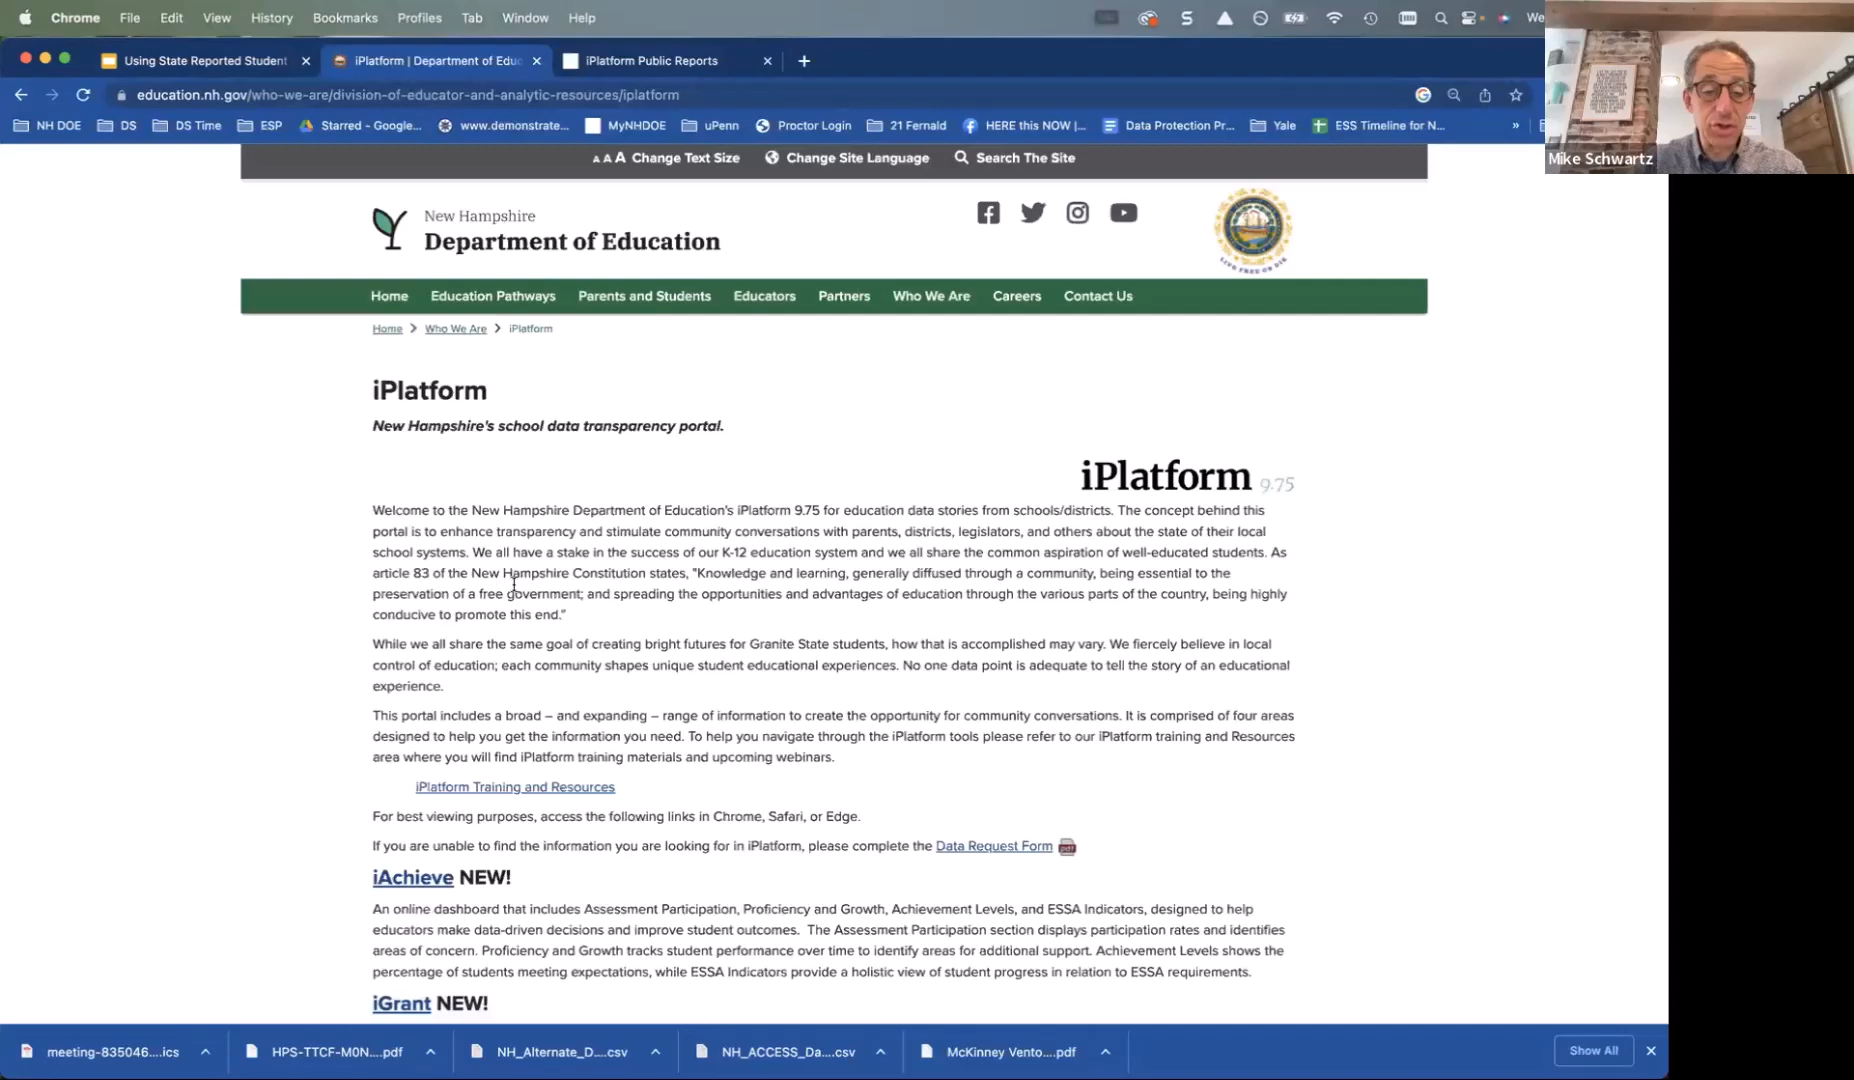 Chrome File Edit View History Bookmarks Profiles Tab Window Help
We
Using State Reported Student
iPlatform | Department of Educ
iPlatform Public Reports
education.nh.gov/who-we-are/division-of-educator-and-analytic-resources/iplatform
NH DOE DS DS Time ESP Starred - Google... www.demonstrate... MyNHDOE uPenn Proctor Login 21 Fernald HERE this NOW |... Data Protection Pr... Yale ESS Timeline for N... »
Mike Schwartz
A A A Change Text Size Change Site Language Search The Site
New Hampshire
Department of Education
LIVE FREE OR DIE
Home Education Pathways Parents and Students Educators Partners Who We Are Careers Contact Us
Home > Who We Are > iPlatform
iPlatform
New Hampshire's school data transparency portal.
iPlatform 9.75
Welcome to the New Hampshire Department of Education's iPlatform 9.75 for education data stories from schools/districts. The concept behind this
portal is to enhance transparency and stimulate community conversations with parents, districts, legislators, and others about the state of their local
school systems. We all have a stake in the success of our K-12 education system and we all share the common aspiration of well-educated students. As
article 83 of the New Hampshire Constitution states, "Knowledge and learning, generally diffused through a community, being essential to the
preservation of a free government; and spreading the opportunities and advantages of education through the various parts of the country, being highly
conducive to promote this end."
While we all share the same goal of creating bright futures for Granite State students, how that is accomplished may vary. We fiercely believe in local
control of education; each community shapes unique student educational experiences. No one data point is adequate to tell the story of an educational
experience.
This portal includes a broad – and expanding – range of information to create the opportunity for community conversations. It is comprised of four areas
designed to help you get the information you need. To help you navigate through the iPlatform tools please refer to our iPlatform training and Resources
area where you will find iPlatform training materials and upcoming webinars.
iPlatform Training and Resources
For best viewing purposes, access the following links in Chrome, Safari, or Edge.
If you are unable to find the information you are looking for in iPlatform, please complete the Data Request Form pdf
iAchieve NEW!
An online dashboard that includes Assessment Participation, Proficiency and Growth, Achievement Levels, and ESSA Indicators, designed to help
educators make data-driven decisions and improve student outcomes. The Assessment Participation section displays participation rates and identifies
areas of concern. Proficiency and Growth tracks student performance over time to identify areas for additional support. Achievement Levels shows the
percentage of students meeting expectations, while ESSA Indicators provide a holistic view of student progress in relation to ESSA requirements.
iGrant NEW!
meeting-835046....ics HPS-TTCF-M0N....pdf NH_Alternate_D....csv NH_ACCESS_Da....csv McKinney Vento....pdf Show All